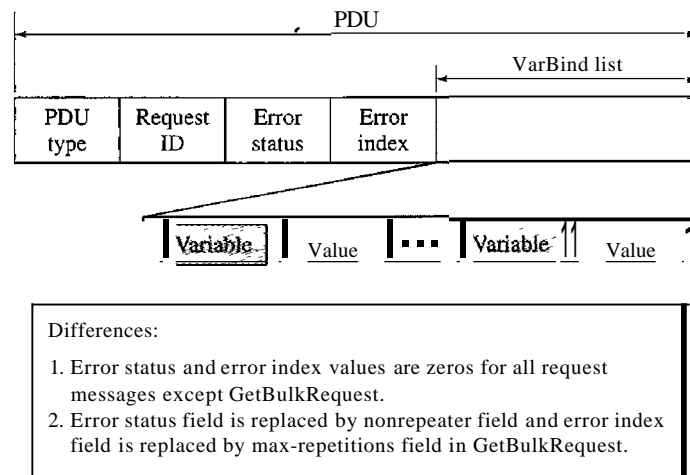 PDU
VarBind list
PDU type
Request ID
Error status
Error index
Variable Value ... Variable Value
Differences:
1. Error status and error index values are zeros for all request
messages except GetBulkRequest.
2. Error status field is replaced by nonrepeater field and error index
field is replaced by max-repetitions field in GetBulkRequest.